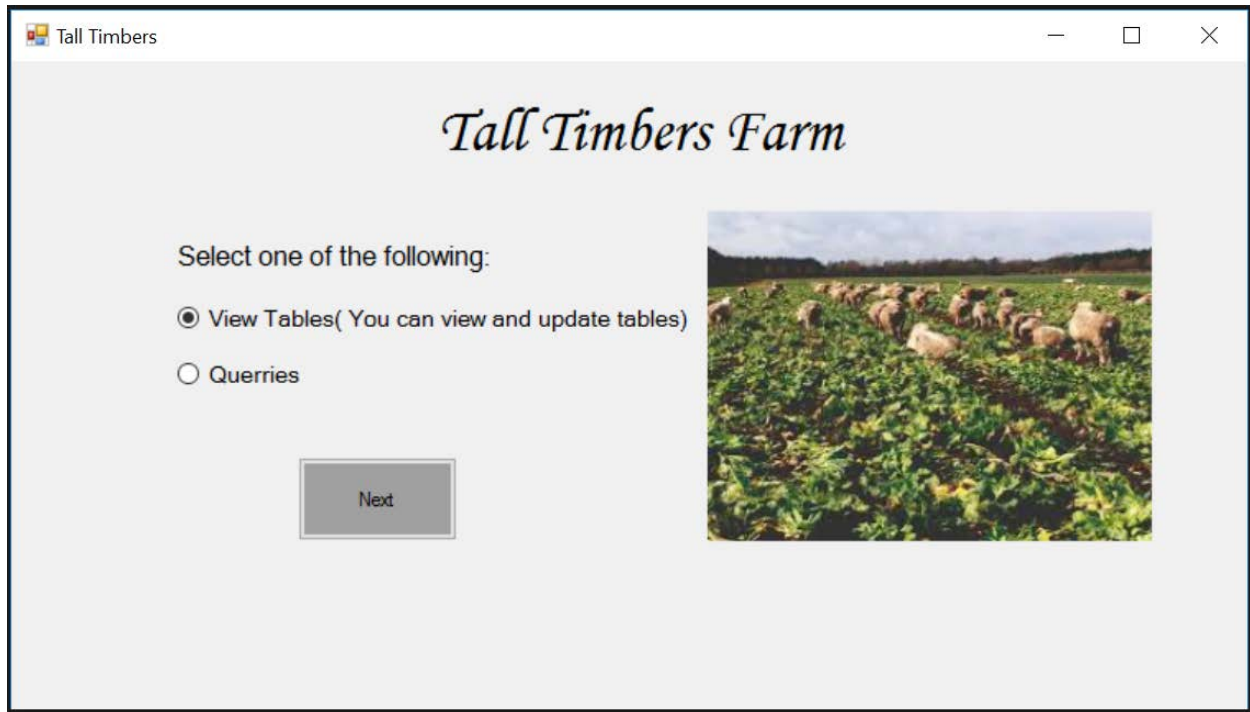 Tall Timbers
Tall Timbers Farm
Select one of the following:
View Tables( You can view and update tables)
Querries
Next